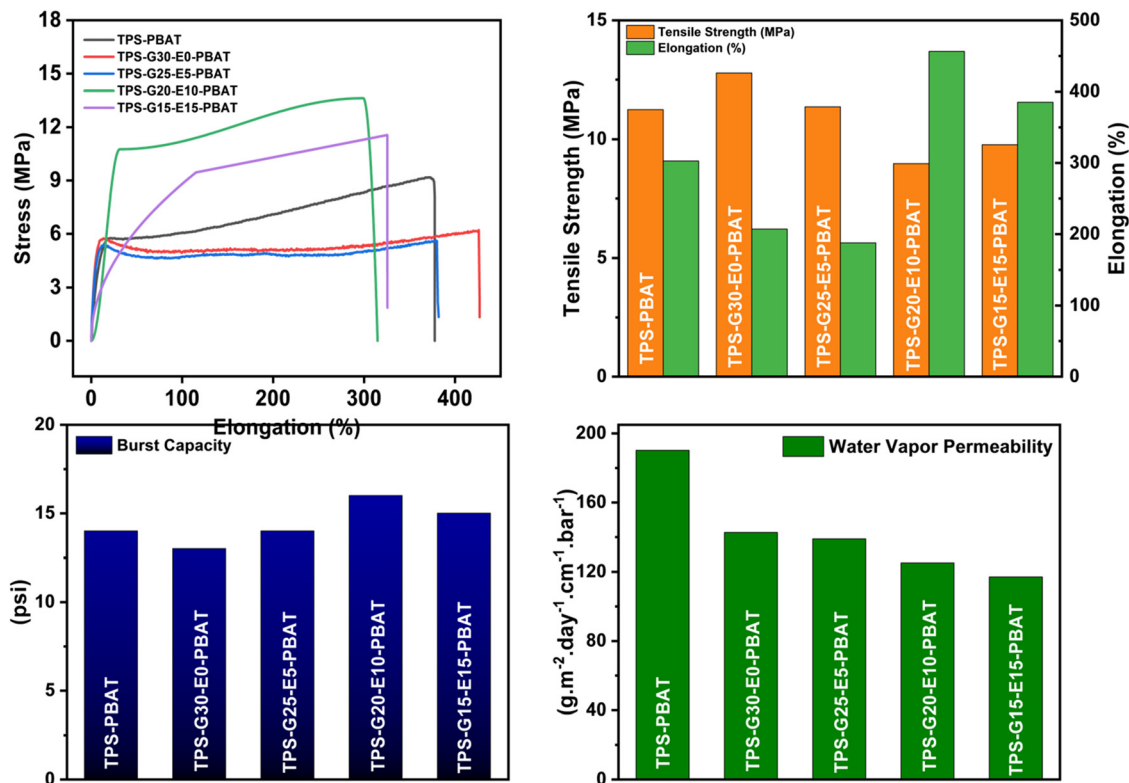 18
15
12
9
6
3
0
Stress (MPa)
TPS-PBAT
TPS-G30-E0-PBAT
TPS-G25-E5-PBAT
TPS-G20-E10-PBAT
TPS-G15-E15-PBAT
0 100 200 300 400
Elongation (%)
15
10
5
0
Tensile Strength (MPa)
Tensile Strength (MPa)
Elongation (%)
TPS-PBAT
TPS-G30-E0-PBAT
TPS-G25-E5-PBAT
TPS-G20-E10-PBAT
TPS-G15-E15-PBAT
500
400
300
200
100
0
Elongation (%)
20
15
10
5
0
(psi)
Burst Capacity
TPS-PBAT
TPS-G30-E0-PBAT
TPS-G25-E5-PBAT
TPS-G20-E10-PBAT
TPS-G15-E15-PBAT
200
160
120
80
40
0
(g.m⁻².day⁻¹.cm⁻¹.bar⁻¹)
Water Vapor Permeability
TPS-PBAT
TPS-G30-E0-PBAT
TPS-G25-E5-PBAT
TPS-G20-E10-PBAT
TPS-G15-E15-PBAT